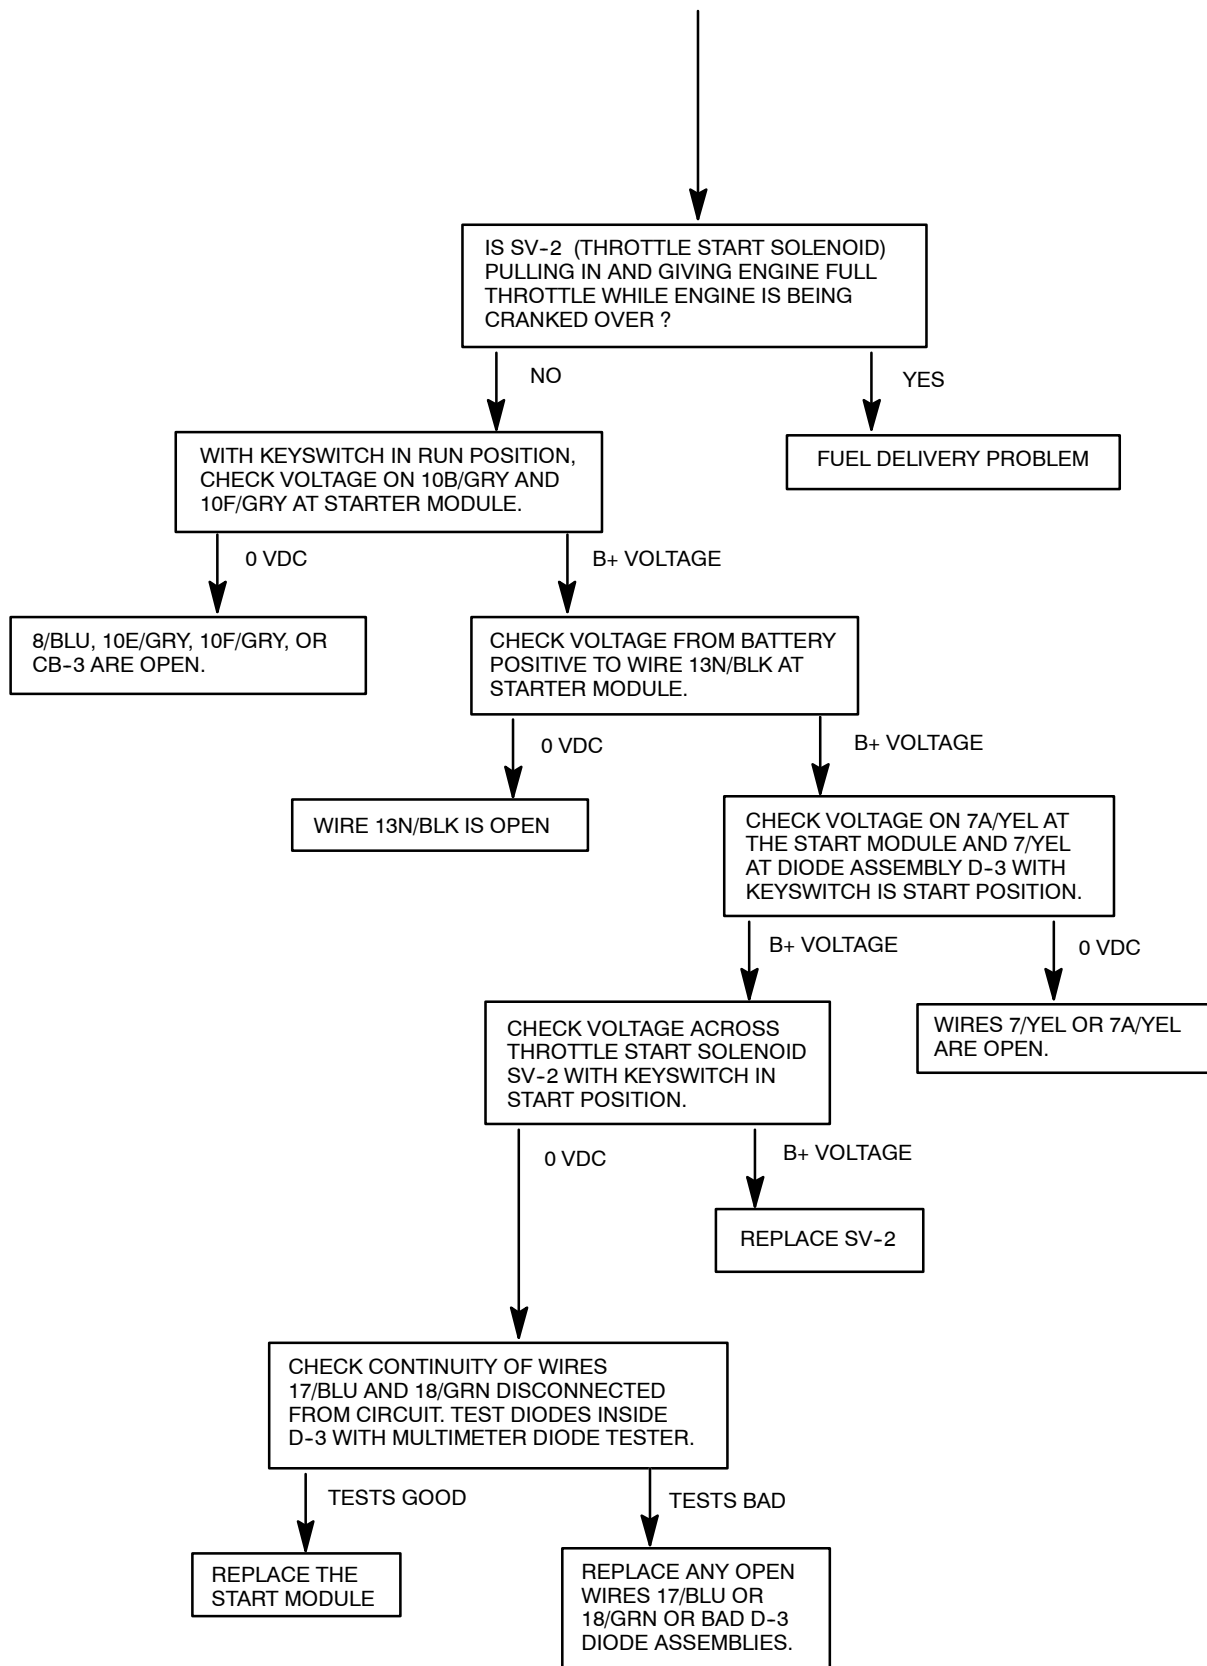 IS SV-2 (THROTTLE START SOLENOID)
PULLING IN AND GIVING ENGINE FULL
THROTTLE WHILE ENGINE IS BEING
CRANKED OVER ?
NO
YES
WITH KEYSWITCH IN RUN POSITION,
CHECK VOLTAGE ON 10B/GRY AND
10F/GRY AT STARTER MODULE.
FUEL DELIVERY PROBLEM
0 VDC
B+ VOLTAGE
8/BLU, 10E/GRY, 10F/GRY, OR
CB-3 ARE OPEN.
CHECK VOLTAGE FROM BATTERY
POSITIVE TO WIRE 13N/BLK AT
STARTER MODULE.
0 VDC
B+ VOLTAGE
WIRE 13N/BLK IS OPEN
CHECK VOLTAGE ON 7A/YEL AT
THE START MODULE AND 7/YEL
AT DIODE ASSEMBLY D-3 WITH
KEYSWITCH IS START POSITION.
B+ VOLTAGE
0 VDC
CHECK VOLTAGE ACROSS
THROTTLE START SOLENOID
SV-2 WITH KEYSWITCH IN
START POSITION.
WIRES 7/YEL OR 7A/YEL
ARE OPEN.
0 VDC
B+ VOLTAGE
REPLACE SV-2
CHECK CONTINUITY OF WIRES
17/BLU AND 18/GRN DISCONNECTED
FROM CIRCUIT. TEST DIODES INSIDE
D-3 WITH MULTIMETER DIODE TESTER.
TESTS GOOD
TESTS BAD
REPLACE THE
START MODULE
REPLACE ANY OPEN
WIRES 17/BLU OR
18/GRN OR BAD D-3
DIODE ASSEMBLIES.